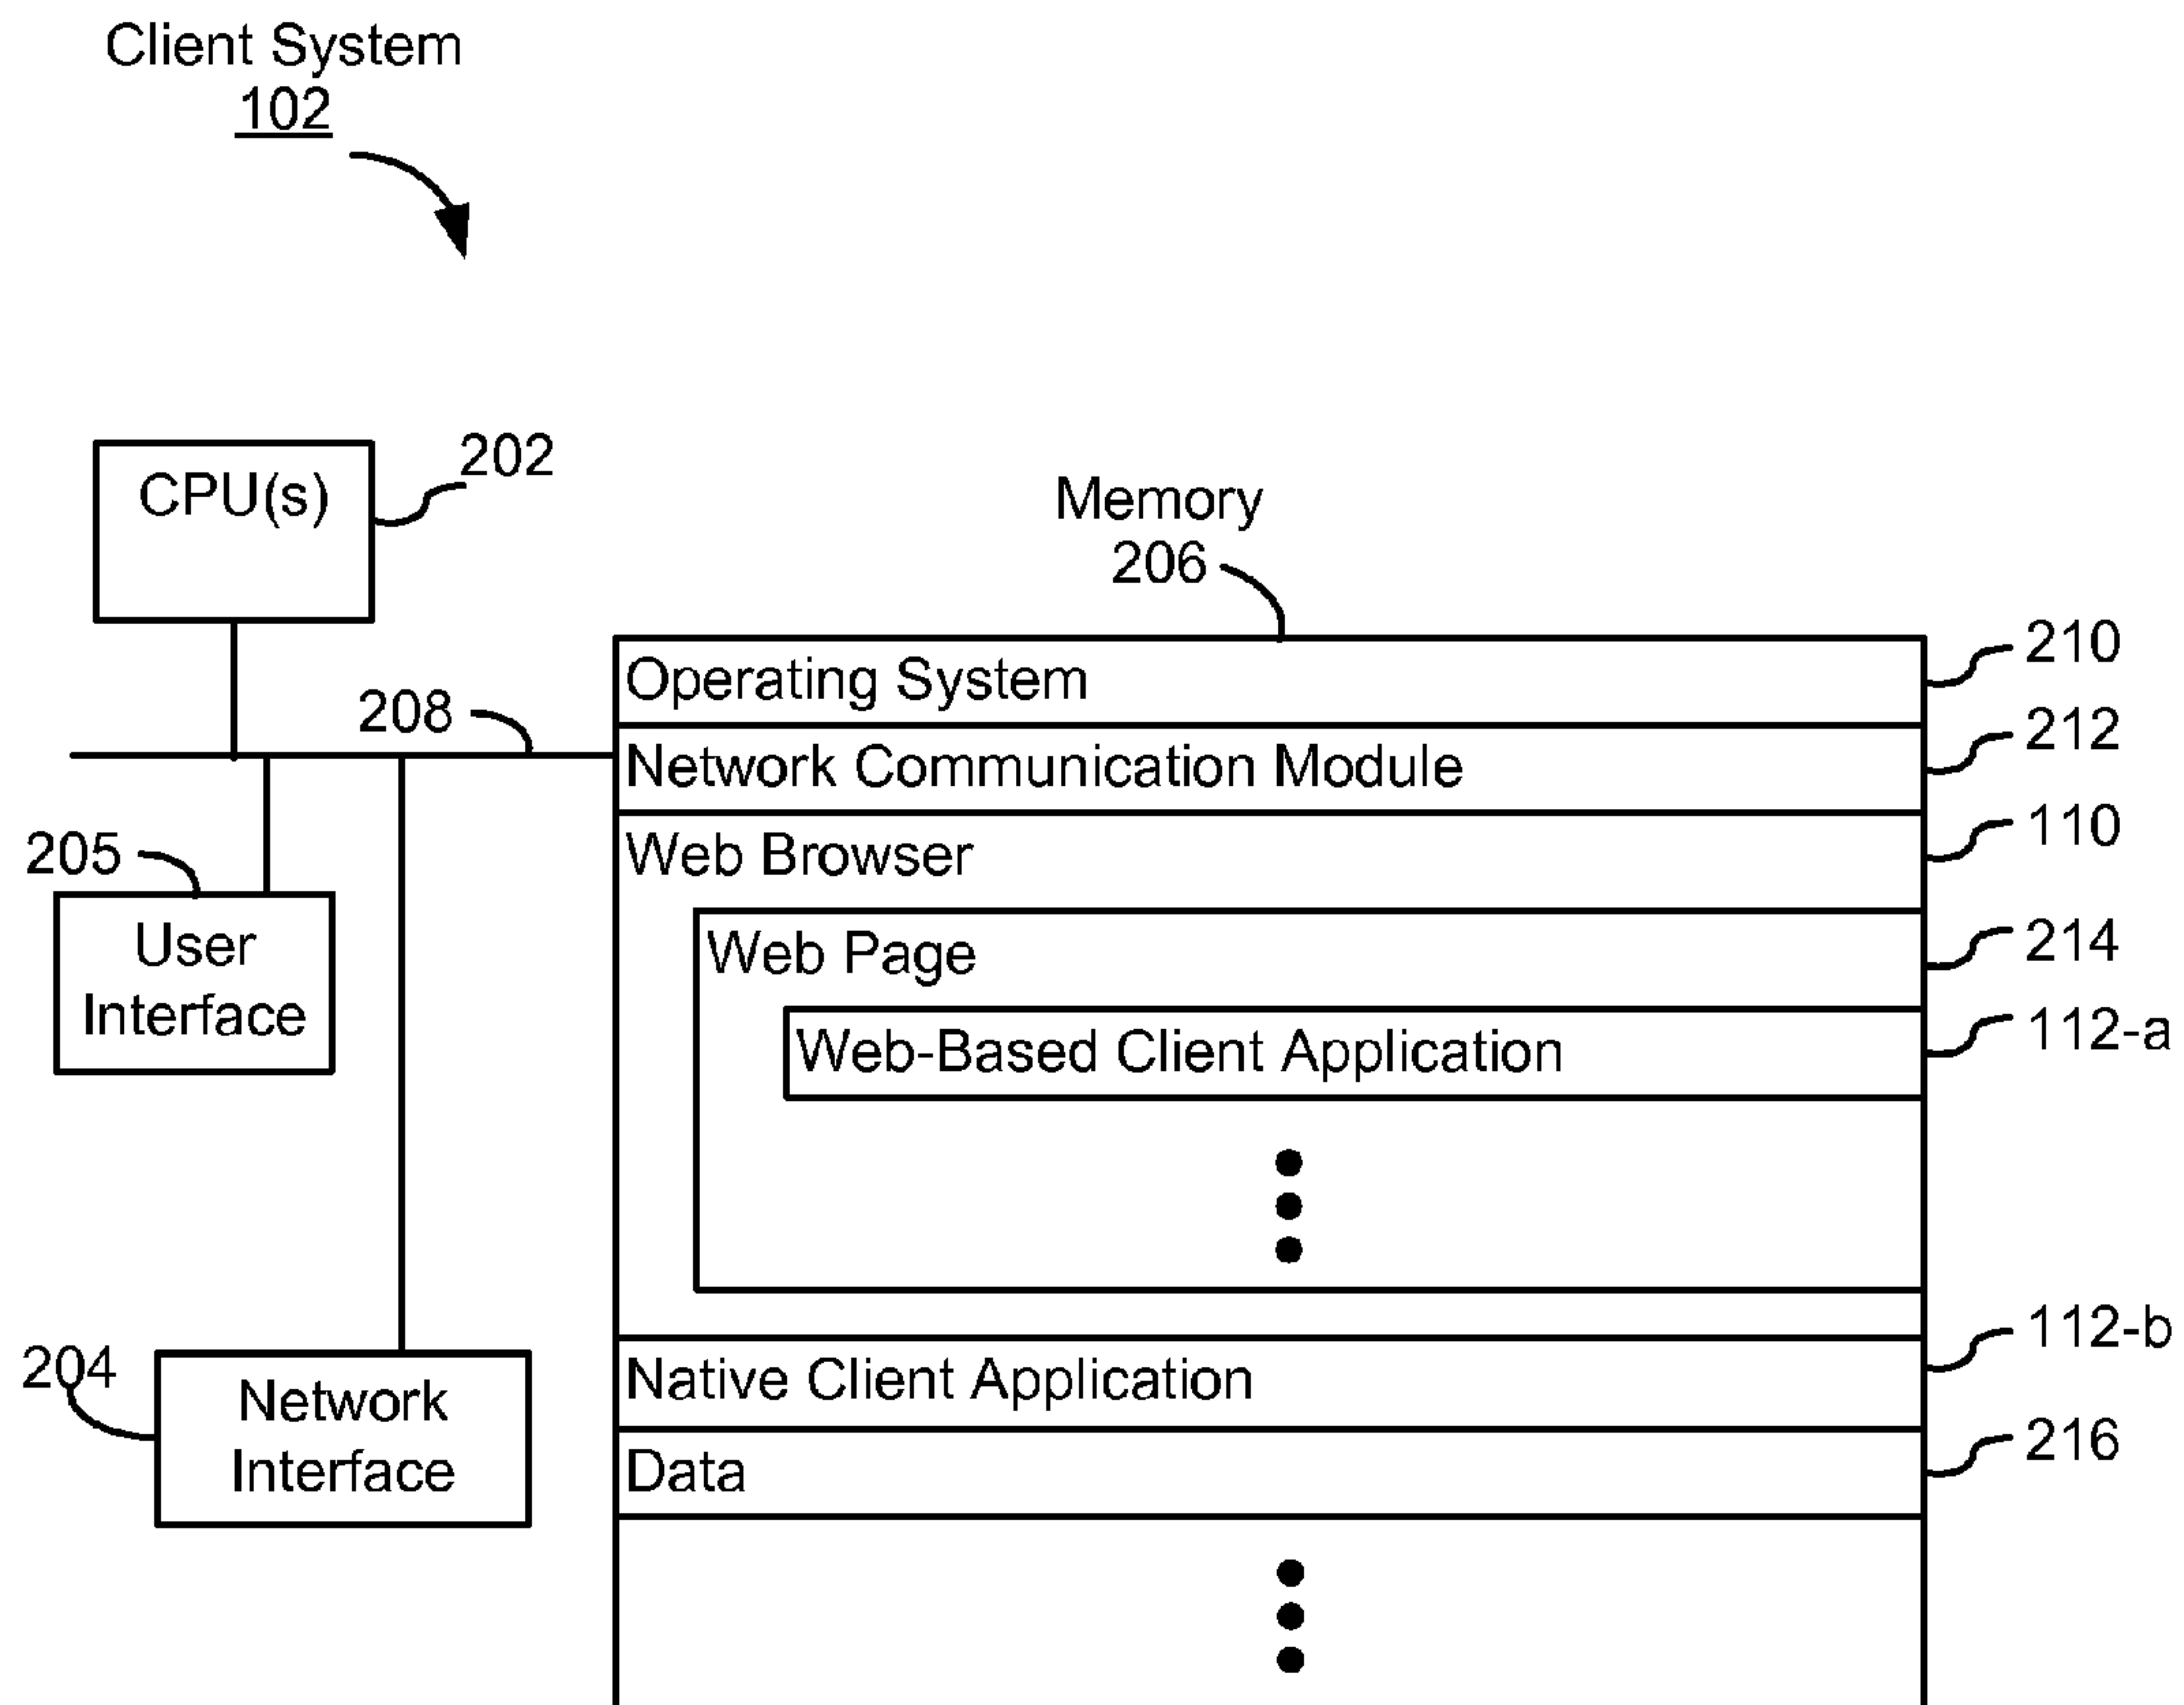 Client System
102
CPU(s)
202
Memory
206
Operating System
210
208
Network Communication Module
212
Web Browser
110
205
User
Interface
Web Page
214
Web-Based Client Application
112-a
Native Client Application
112-b
204
Network
Interface
Data
216